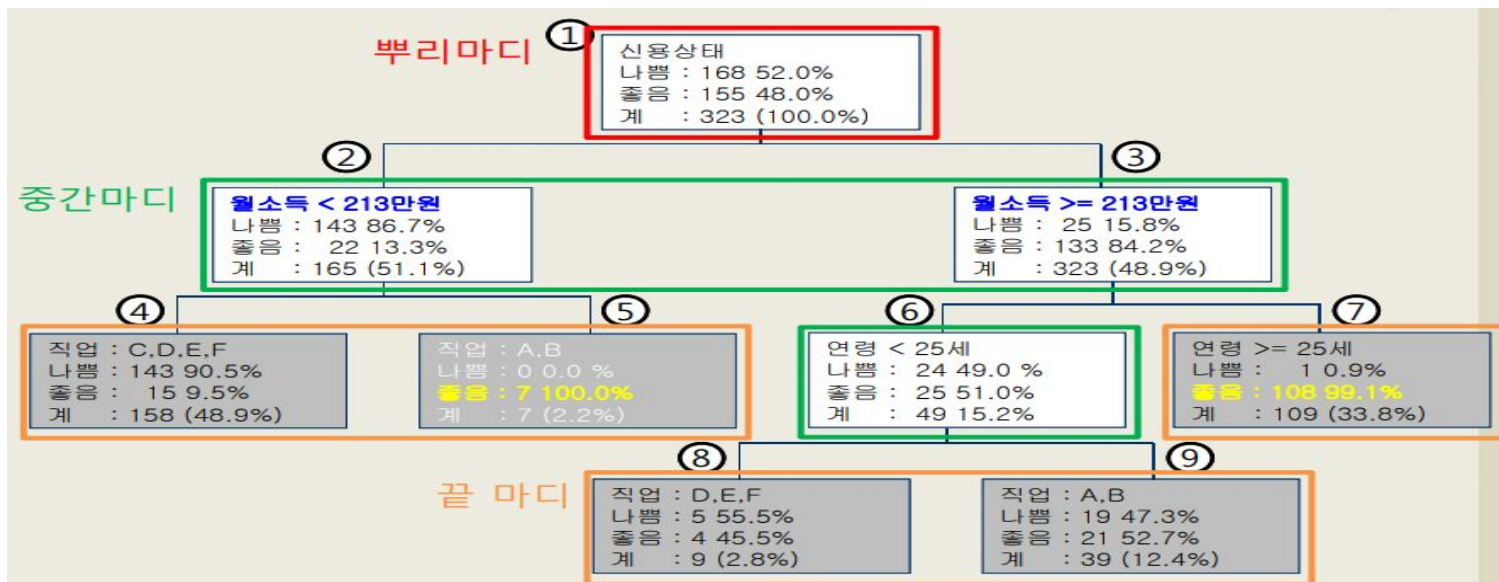 뿌리마디
①
신용상태
나쁨 : 168 52.0%
좋음 : 155 48.0%
계 : 323 (100.0%)
②
③
중간마디
월소득 < 213만원
나쁨 : 143 86.7%
좋음 : 22 13.3%
계 : 165 (51.1%)
월소득 >= 213만원
나쁨 : 25 15.8%
좋음 : 133 84.2%
계 : 323 (48.9%)
④
⑤
⑥
⑦
직업 : C,D,E,F
나쁨 : 143 90.5%
좋음 : 15 9.5%
계 : 158 (48.9%)
직업 : A,B
나쁨 : 0 0.0 %
좋음 : 7 100.0%
계 : 7 (2.2%)
연령 < 25세
나쁨 : 24 49.0 %
좋음 : 25 51.0%
계 : 49 15.2%
연령 >= 25세
나쁨 : 1 0.9%
좋음 : 108 99.1%
계 : 109 (33.8%)
⑧
⑨
끝 마디
직업 : D,E,F
나쁨 : 5 55.5%
좋음 : 4 45.5%
계 : 9 (2.8%)
직업 : A,B
나쁨 : 19 47.3%
좋음 : 21 52.7%
계 : 39 (12.4%)